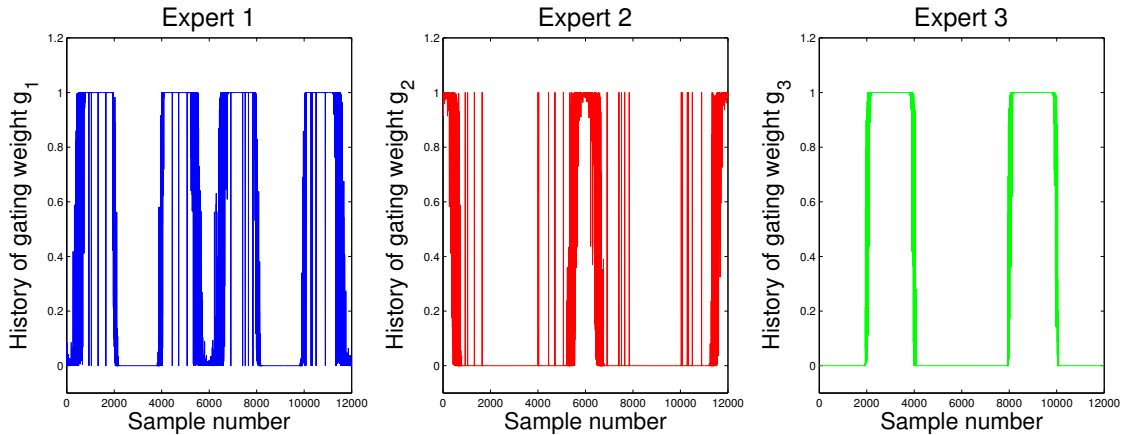 Expert 1
History of gating weight g1
1.2
1
0.8
0.6
0.4
0.2
0
0 2000 4000 6000 8000 10000 12000
Sample number
Expert 2
History of gating weight g2
1.2
1
0.8
0.6
0.4
0.2
0
0 2000 4000 6000 8000 10000 12000
Sample number
Expert 3
History of gating weight g3
1.2
1
0.8
0.6
0.4
0.2
0
0 2000 4000 6000 8000 10000 12000
Sample number